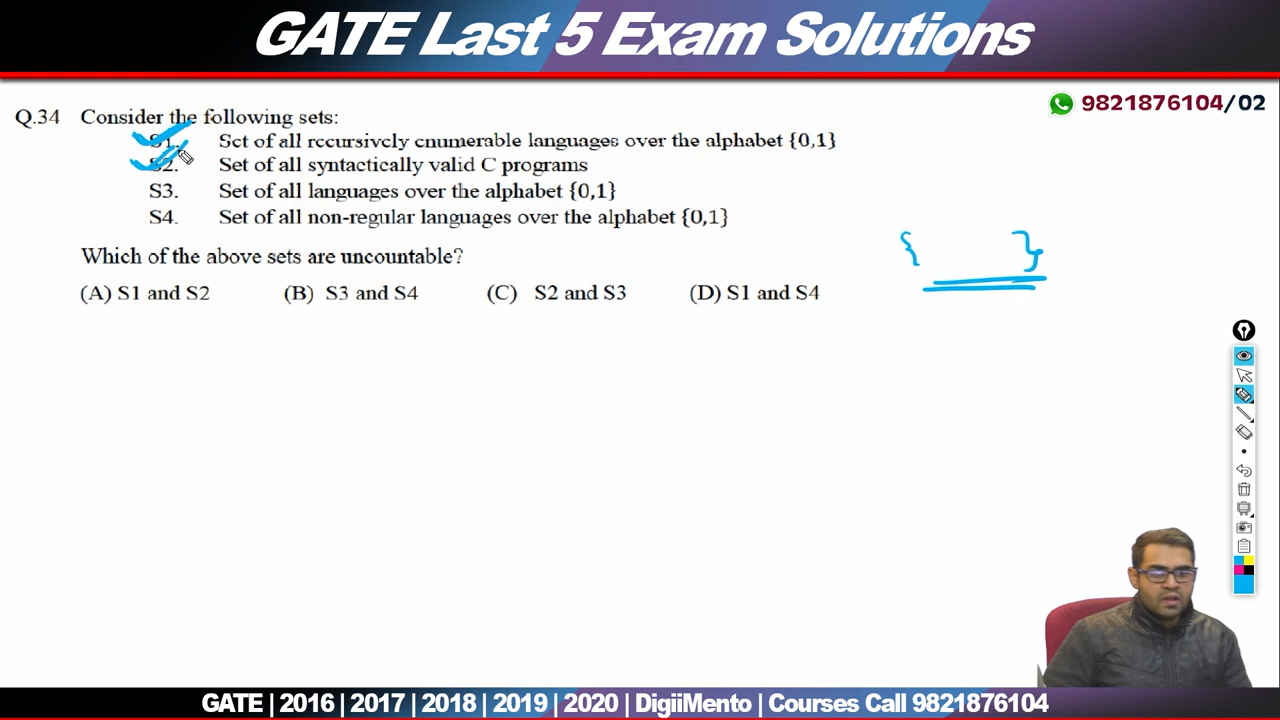 GATE Last 5 Exam Solutions
9821876104/02
Q.34 Consider the following sets:
S1. Set of all recursively enumerable languages over the alphabet {0,1}
S2. Set of all syntactically valid C programs
S3. Set of all languages over the alphabet {0,1}
S4. Set of all non-regular languages over the alphabet {0,1}
{ }
Which of the above sets are uncountable?
(A) S1 and S2 (B) S3 and S4 (C) S2 and S3 (D) S1 and S4
GATE | 2016 | 2017 | 2018 | 2019 | 2020 | DigiiMento | Courses Call 9821876104